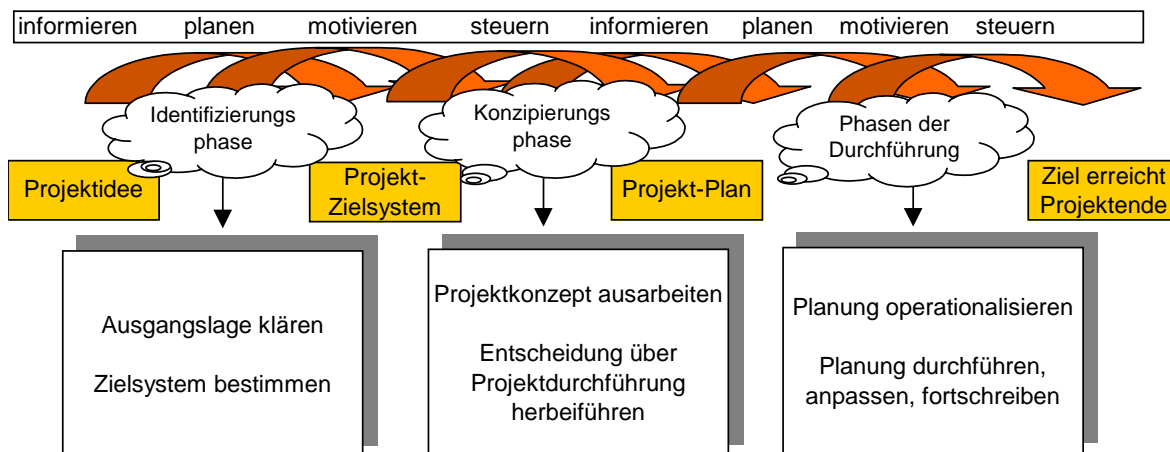 informieren planen motivieren steuern informieren planen motivieren steuern
Identifizierungs
phase
Konzipierungs
phase
Phasen der
Durchführung
Projektidee
Projekt-
Zielsystem
Projekt-Plan
Ziel erreicht
Projektende
Ausgangslage klären
Zielsystem bestimmen
Projektkonzept ausarbeiten
Entscheidung über
Projektdurchführung
herbeiführen
Planung operationalisieren
Planung durchführen,
anpassen, fortschreiben